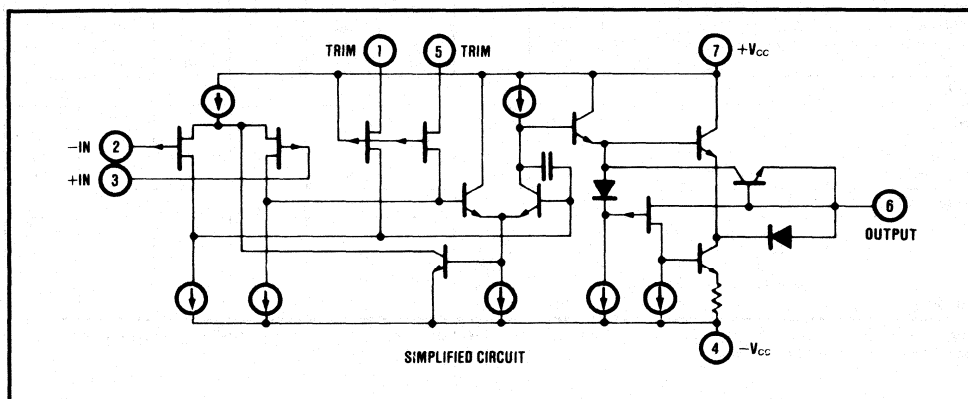 TRIM 1 5 TRIM 7 +Vcc
-IN 2
+IN 3
6
OUTPUT
4 -Vcc
SIMPLIFIED CIRCUIT